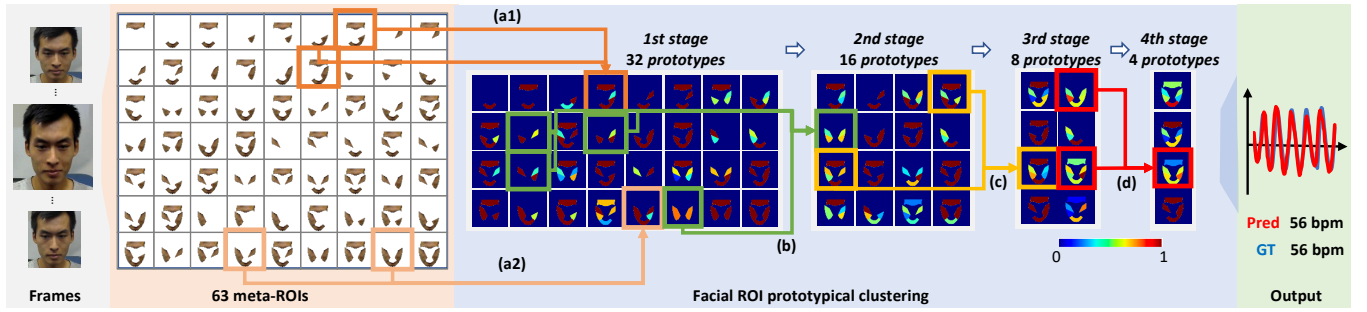 (a1)
1st stage
32 prototypes
2nd stage
16 prototypes
3rd stage
8 prototypes
4th stage
4 prototypes
...
...
(c)
(d)
(b)
(a2)
0
1
Pred 56 bpm
GT 56 bpm
Frames
63 meta-ROIs
Facial ROI prototypical clustering
Output